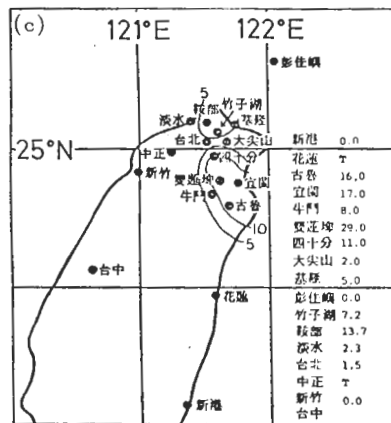 (c)
121°E
122°E
彭佳嶼
5
竹子湖
鞍部
淡水
基隆
台北
大尖山
25°N
中正
四十分
新竹
雙連埤
宜蘭
牛鬥
古魯
10
5
台中
花蓮
新港
新港 0.0
花蓮 T
古魯 16.0
宜蘭 17.0
牛鬥 8.0
雙連埤 29.0
四十分 11.0
大尖山 2.0
基隆 5.0
彭佳嶼 0.0
竹子湖 7.2
鞍部 13.7
淡水 2.3
台北 1.5
中正 T
新竹 0.0
台中